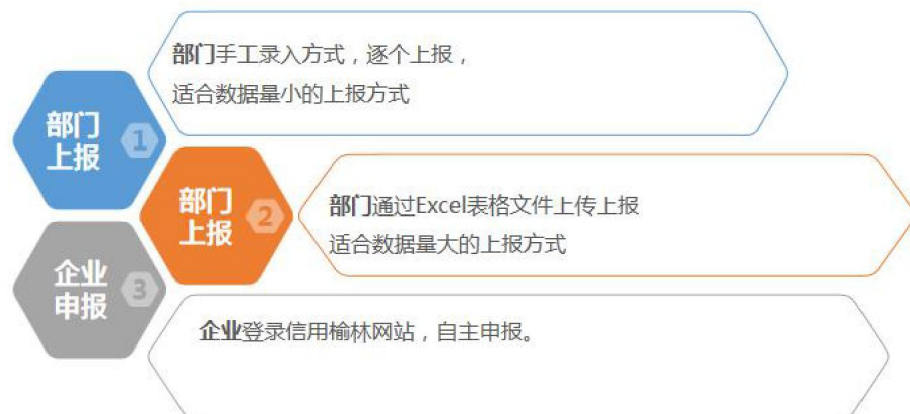 部门手工录入方式，逐个上报，
适合数据量小的上报方式
部门
上报
1
部门
上报
2
部门通过Excel表格文件上传上报
适合数据量大的上报方式
企业
申报
3
企业登录信用榆林网站，自主申报。